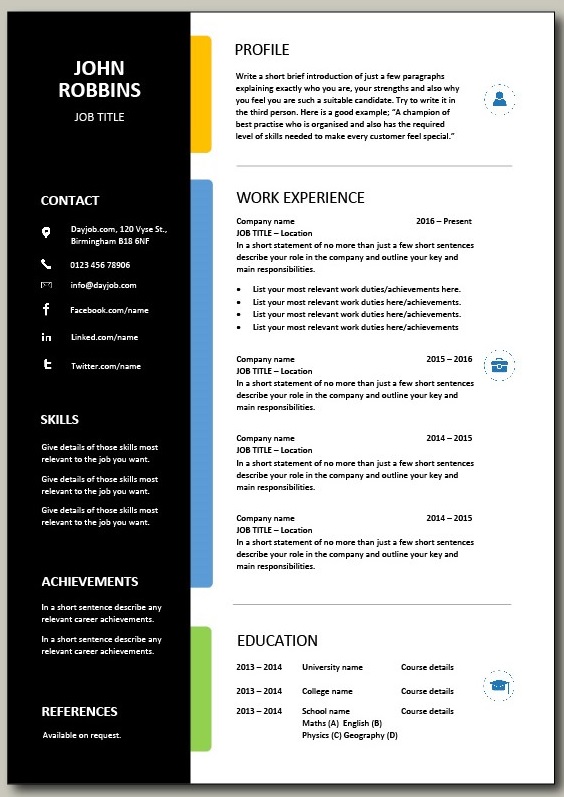 JOHN
ROBBINS
JOB TITLE
CONTACT
Dayjob.com, 120 Vyse St.,
Birmingham B18 6NF
0123 456 78906
info@dayjob.com
Facebook.com/name
Linked.com/name
Twitter.com/name
SKILLS
Give details of those skills most
relevant to the job you want.
Give details of those skills most
relevant to the job you want.
Give details of those skills most
relevant to the job you want.
ACHIEVEMENTS
In a short sentence describe any
relevant career achievements.
In a short sentence describe any
relevant career achievements.
REFERENCES
Available on request.
PROFILE
Write a short brief introduction of just a few paragraphs
explaining exactly who you are, your strengths and also why
you feel you are such a suitable candidate. Try to write it in
the third person. Here is a good example; “A champion of
best practise who is organised and also has the required
level of skills needed to make every customer feel special.”
WORK EXPERIENCE
Company name 2016 – Present
JOB TITLE – Location
In a short statement of no more than just a few short sentences
describe your role in the company and outline your key and
main responsibilities.
• List your most relevant work duties/achievements here.
• List your most relevant work duties here/achievements.
• List your most relevant work duties here/achievements.
• List your most relevant work duties here/achievements
Company name 2015 – 2016
JOB TITLE – Location
In a short statement of no more than just a few short sentences
describe your role in the company and outline your key and
main responsibilities.
Company name 2014 – 2015
JOB TITLE – Location
In a short statement of no more than just a few short sentences
describe your role in the company and outline your key and
main responsibilities.
Company name 2014 – 2015
JOB TITLE – Location
In a short statement of no more than just a few short sentences
describe your role in the company and outline your key and
main responsibilities.
EDUCATION
2013 – 2014 University name Course details
2013 – 2014 College name Course details
2013 – 2014 School name Course details
Maths (A) English (B)
Physics (C) Geography (D)